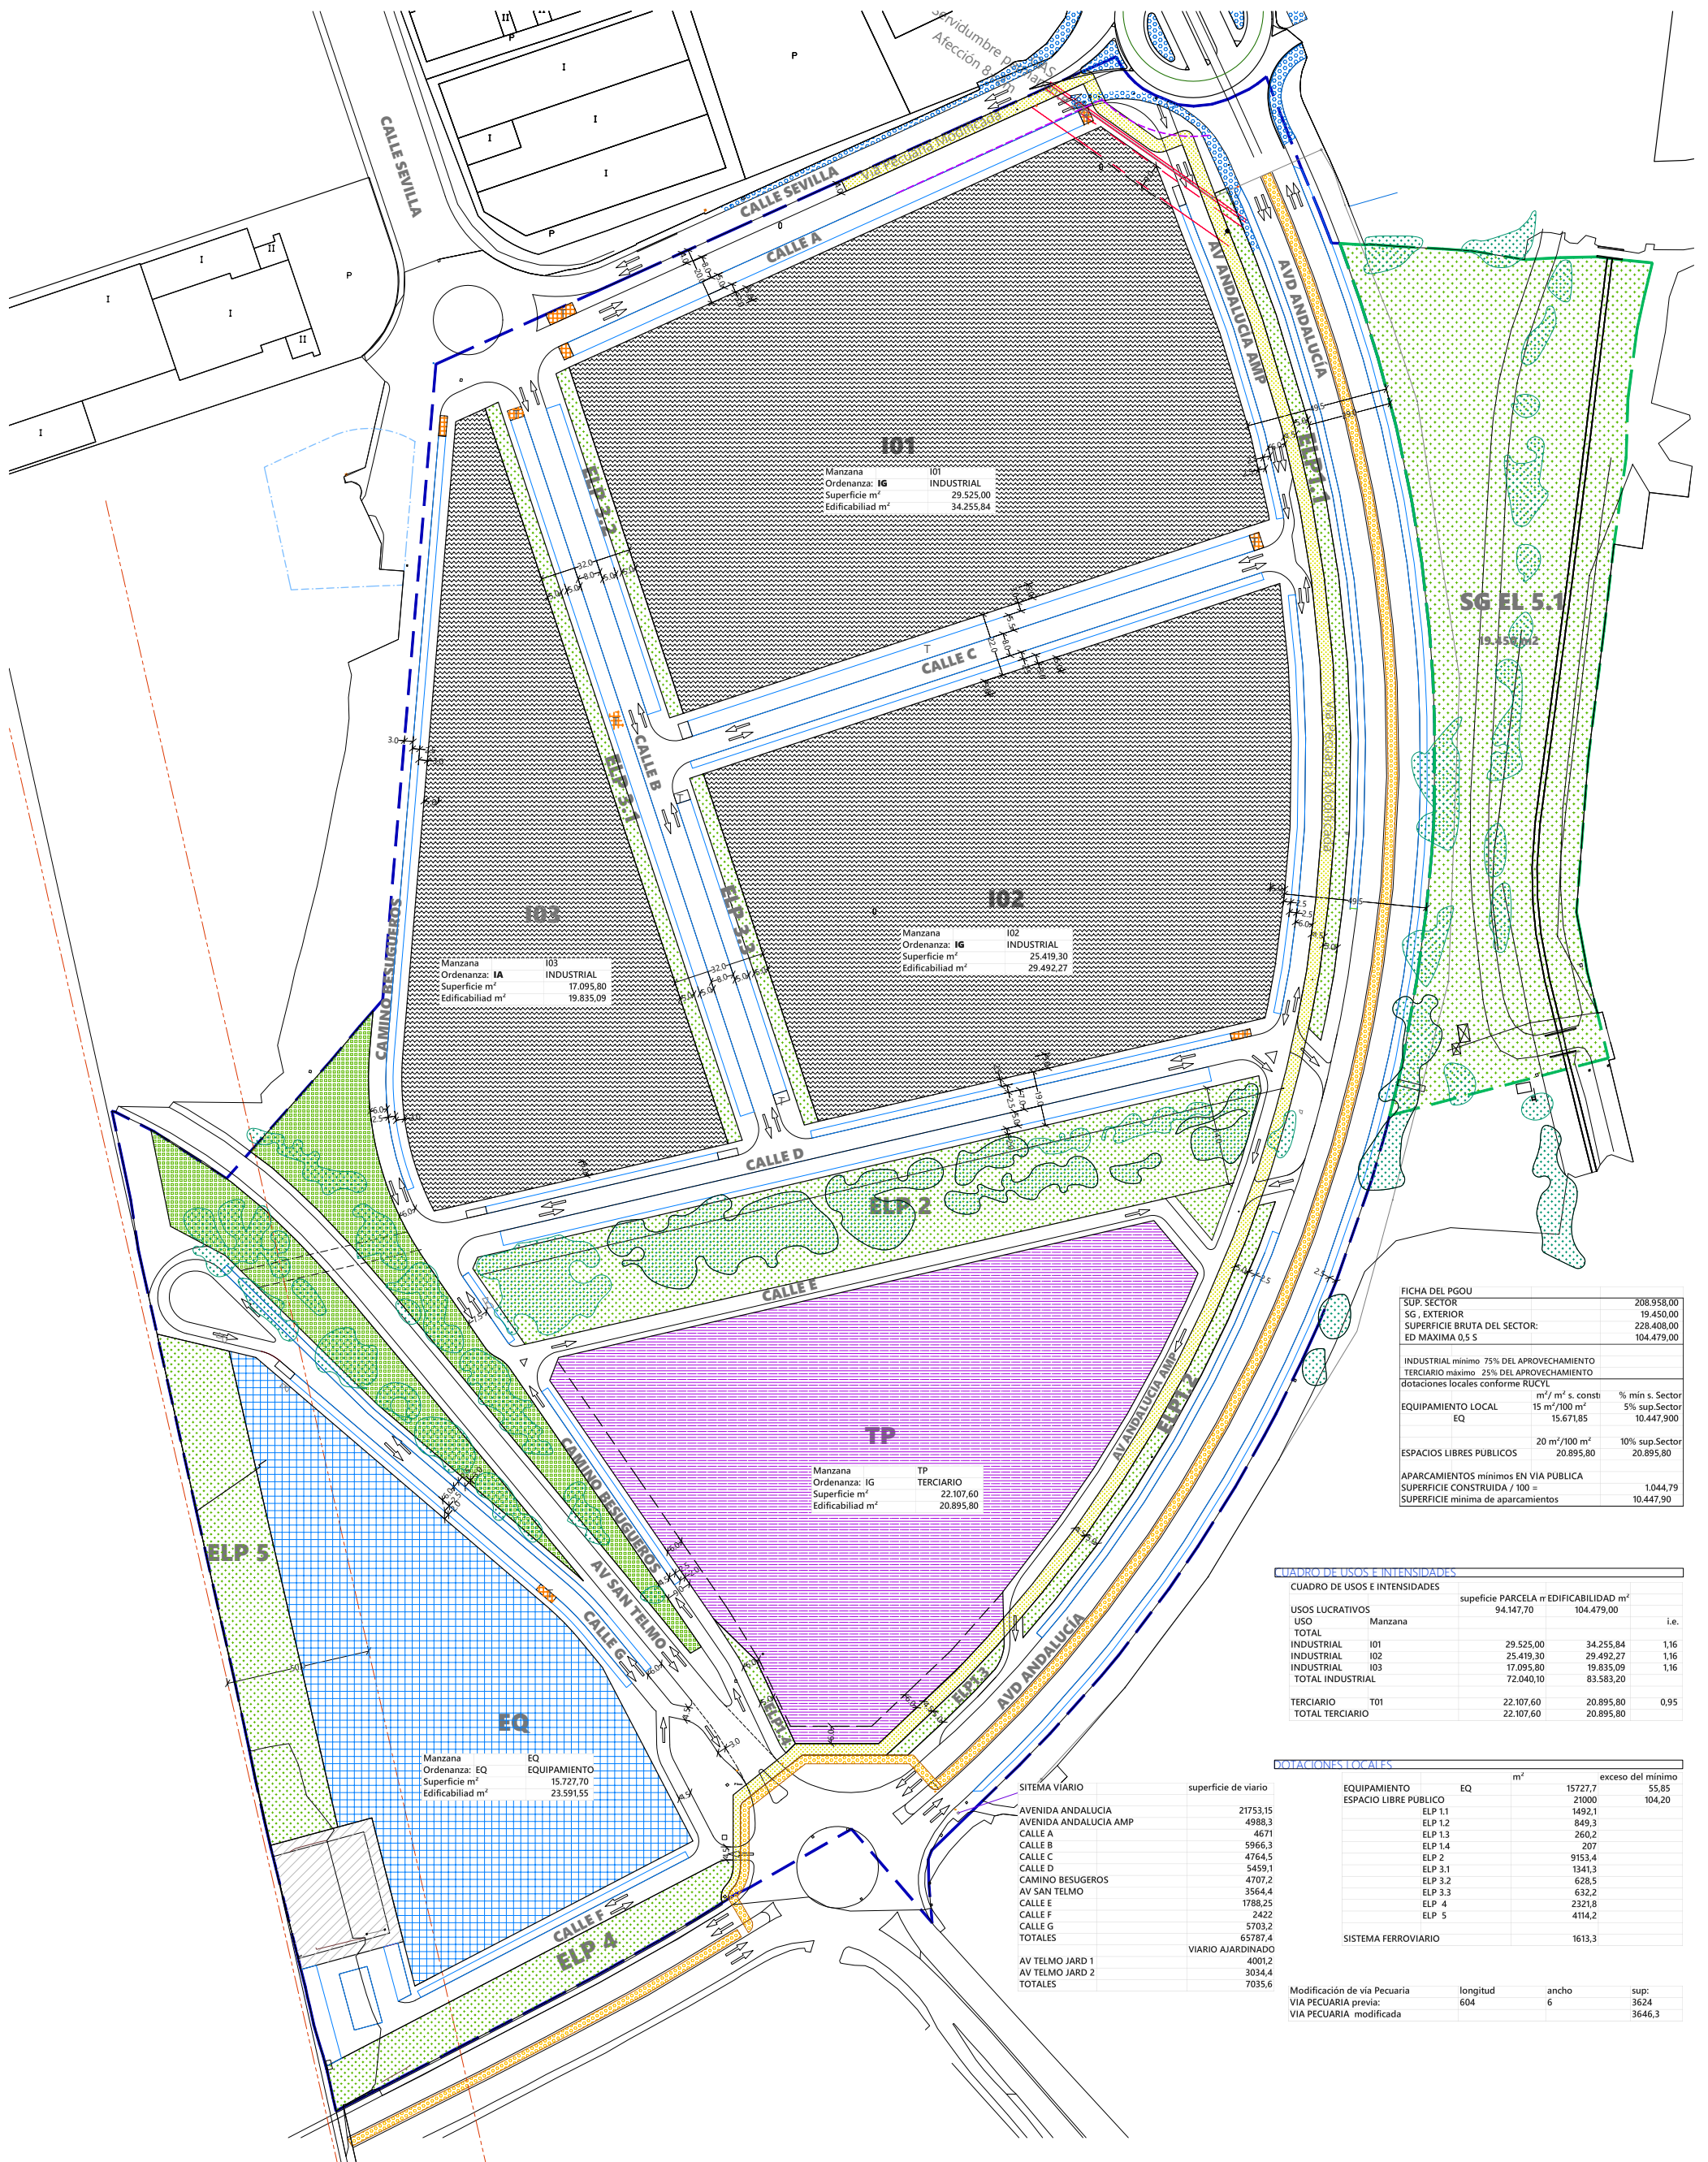 Servidumbre
Afección 8
CALLE SEVILLA
CALLE SEVILLA
Via Pecuaria Modificada
CALLE A
AV ANDALUCÍA AMP
AVD ANDALUCÍA
ELP1.1
ELP 3.2
I01
Manzana I01
Ordenanza: IG INDUSTRIAL
Superficie m² 29.525,00
Edificabiliad m² 34.255,84
SG EL 5.1
19.450 m2
CALLE C
CALLE B
ELP 3.1
Via Pecuaria Modificada
I03
Manzana I03
Ordenanza: IA INDUSTRIAL
Superficie m² 17.095,80
Edificabiliad m² 19.835,09
ELP 3.3
I02
Manzana I02
Ordenanza: IG INDUSTRIAL
Superficie m² 25.419,30
Edificabiliad m² 29.492,27
CAMINO BESUGUEROS
CALLE D
ELP 2
CALLE E
TP
Manzana TP
Ordenanza: IG TERCIARIO
Superficie m² 22.107,60
Edificabiliad m² 20.895,80
AV ANDALUCÍA AMP
ELP1.2
CAMINO BESUGUEROS
AV SAN TELMO
CALLE G
ELP 5
ELP1.3
ELP1.4
AVD ANDALUCÍA
EQ
Manzana EQ
Ordenanza: EQ EQUIPAMIENTO
Superficie m² 15.727,70
Edificabiliad m² 23.591,55
CALLE F
ELP 4
FICHA DEL PGOU
SUP. SECTOR 208.958,00
SG , EXTERIOR 19.450,00
SUPERFICIE BRUTA DEL SECTOR: 228.408,00
ED MAXIMA 0,5 S 104.479,00
INDUSTRIAL mínimo 75% DEL APROVECHAMIENTO
TERCIARIO máximo 25% DEL APROVECHAMIENTO
dotaciones locales conforme RUCYL
m²/ m² s. consti % min s. Sector
EQUIPAMIENTO LOCAL 15 m²/100 m² 5% sup.Sector
EQ 15.671,85 10.447,900
20 m²/100 m² 10% sup.Sector
ESPACIOS LIBRES PUBLICOS 20.895,80 20.895,80
APARCAMIENTOS mínimos EN VIA PUBLICA
SUPERFICIE CONSTRUIDA / 100 = 1.044,79
SUPERFICIE minima de aparcamientos 10.447,90
CUADRO DE USOS E INTENSIDADES
CUADRO DE USOS E INTENSIDADES
supeficie PARCELA m EDIFICABILIDAD m²
USOS LUCRATIVOS 94.147,70 104.479,00
USO Manzana i.e.
TOTAL
INDUSTRIAL I01 29.525,00 34.255,84 1,16
INDUSTRIAL I02 25.419,30 29.492,27 1,16
INDUSTRIAL I03 17.095,80 19.835,09 1,16
TOTAL INDUSTRIAL 72.040,10 83.583,20
TERCIARIO T01 22.107,60 20.895,80 0,95
TOTAL TERCIARIO 22.107,60 20.895,80
DOTACIONES LOCALES
m² exceso del mínimo
EQUIPAMIENTO EQ 15727,7 55,85
ESPACIO LIBRE PUBLICO 21000 104,20
ELP 1.1 1492,1
ELP 1.2 849,3
ELP 1.3 260,2
ELP 1.4 207
ELP 2 9153,4
ELP 3.1 1341,3
ELP 3.2 628,5
ELP 3.3 632,2
ELP 4 2321,8
ELP 5 4114,2
SISTEMA FERROVIARIO 1613,3
SITEMA VIARIO superficie de viario
AVENIDA ANDALUCIA 21753,15
AVENIDA ANDALUCIA AMP 4988,3
CALLE A 4671
CALLE B 5966,3
CALLE C 4764,5
CALLE D 5459,1
CAMINO BESUGEROS 4707,2
AV SAN TELMO 3564,4
CALLE E 1788,25
CALLE F 2422
CALLE G 5703,2
TOTALES 65787,4
VIARIO AJARDINADO
AV TELMO JARD 1 4001,2
AV TELMO JARD 2 3034,4
TOTALES 7035,6
Modificación de vía Pecuaria longitud ancho sup:
VIA PECUARIA previa: 604 6 3624
VIA PECUARIA modificada 3646,3